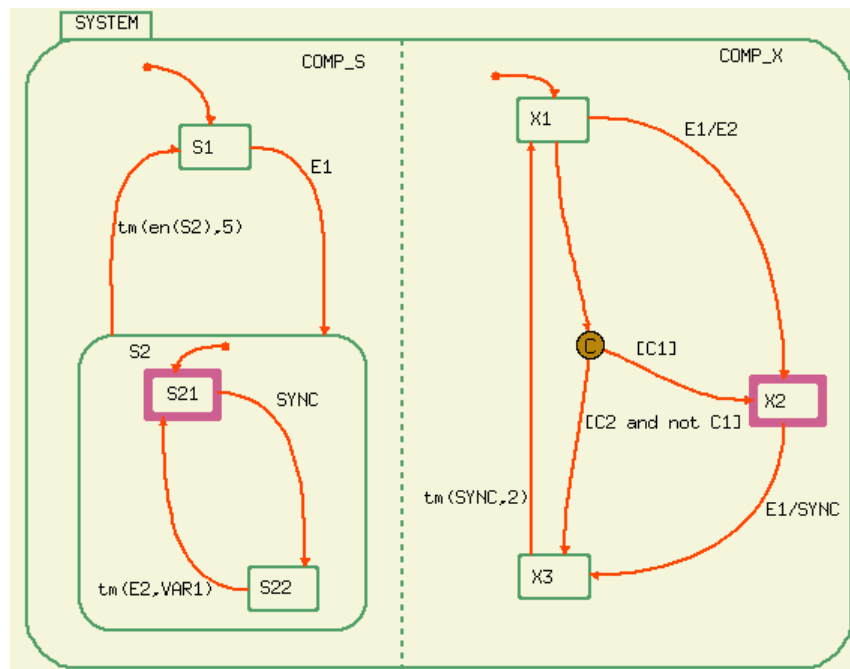 SYSTEM
COMP_S
COMP_X
S1
E1
tm(en(S2),5)
S2
S21
SYNC
tm(E2,VAR1)
S22
X1
E1/E2
C
[C1]
X2
[C2 and not C1]
tm(SYNC,2)
E1/SYNC
X3